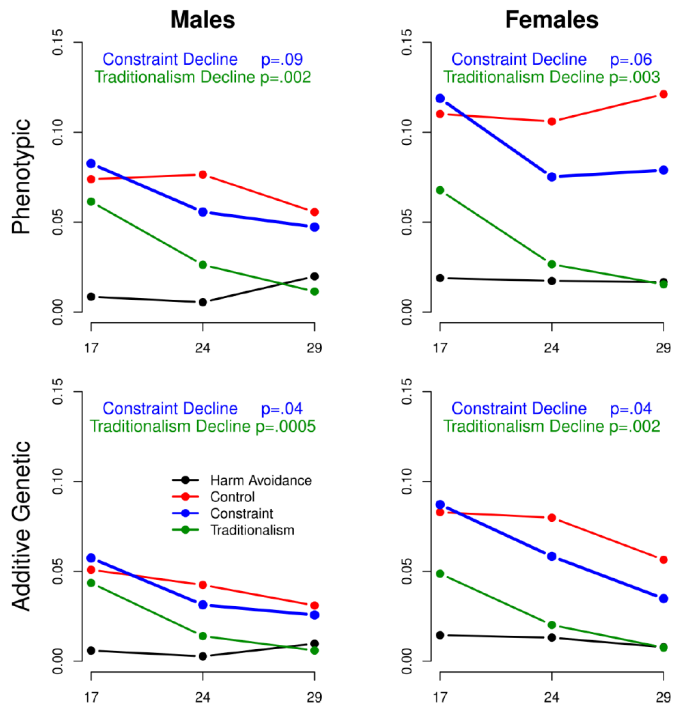 Males
Females
Phenotypic
0.15
0.10
0.05
0.00
Constraint Decline p=.09
Traditionalism Decline p=.002
17 24 29
0.15
0.10
0.05
0.00
Constraint Decline p=.06
Traditionalism Decline p=.003
17 24 29
Additive Genetic
0.15
0.10
0.05
0.00
Constraint Decline p=.04
Traditionalism Decline p=.0005
Harm Avoidance
Control
Constraint
Traditionalism
17 24 29
0.15
0.10
0.05
0.00
Constraint Decline p=.04
Traditionalism Decline p=.002
17 24 29